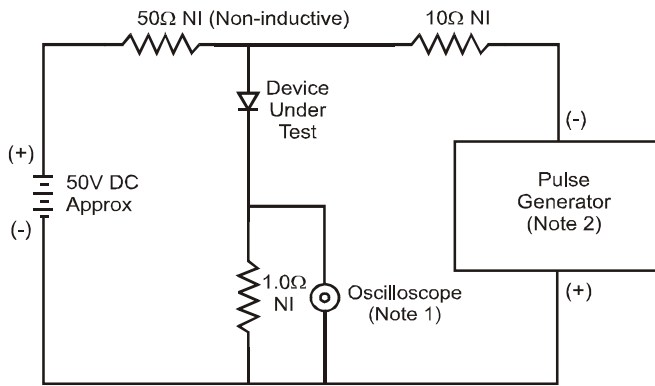 50Ω NI (Non-inductive)
10Ω NI
Device
Under
Test
(-)
(+)
50V DC
Approx
(-)
Pulse
Generator
(Note 2)
1.0Ω
NI
Oscilloscope
(Note 1)
(+)